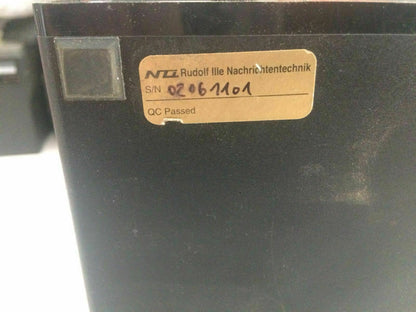 NTI Rudolf Ille Nachrichtentechnik
S/N 02061101
QC Passed